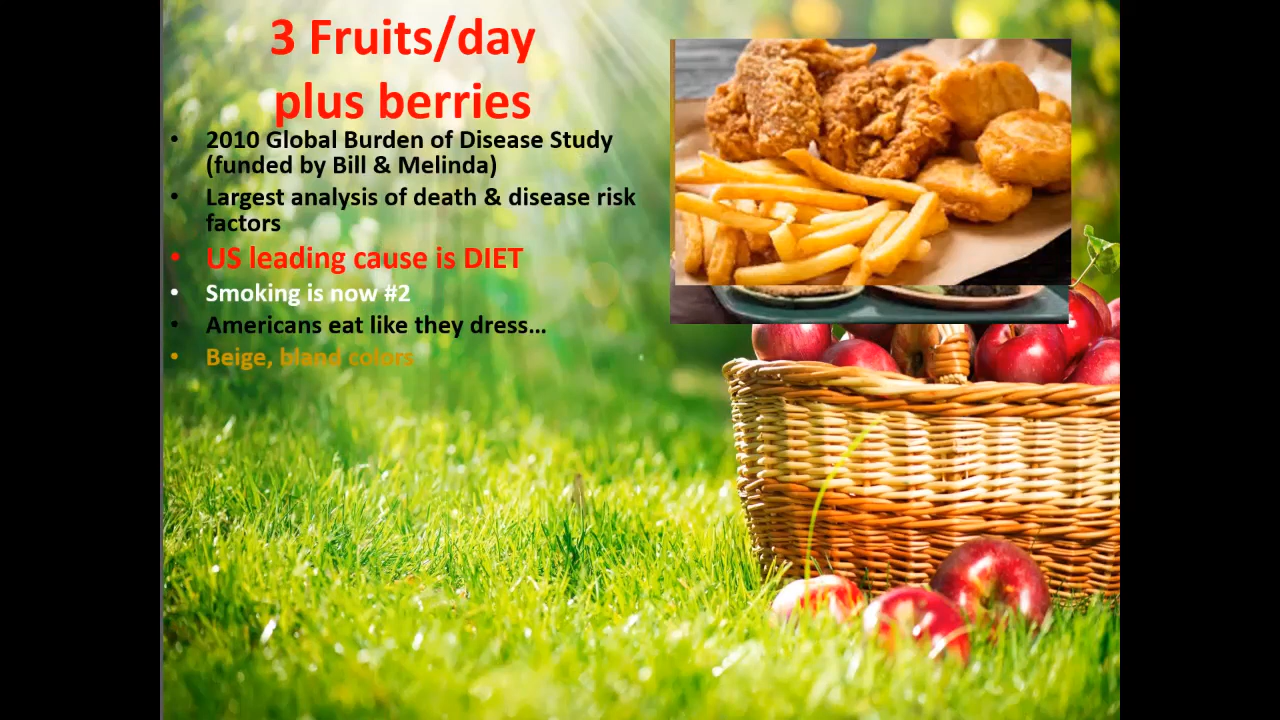 3 Fruits/day
plus berries
• 2010 Global Burden of Disease Study
(funded by Bill & Melinda)
• Largest analysis of death & disease risk
factors
• US leading cause is DIET
• Smoking is now #2
• Americans eat like they dress...
• Beige, bland colors